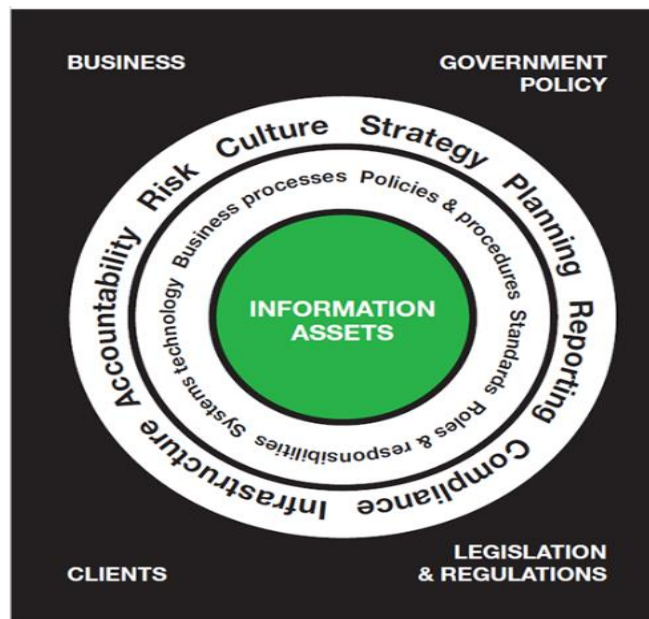 BUSINESS
GOVERNMENT
POLICY
Accountability Risk Culture Strategy Planning Reporting Compliance Infrastructure
Systems technology Business processes Policies & procedures Standards Roles & responsibilities
INFORMATION
ASSETS
CLIENTS
LEGISLATION
& REGULATIONS